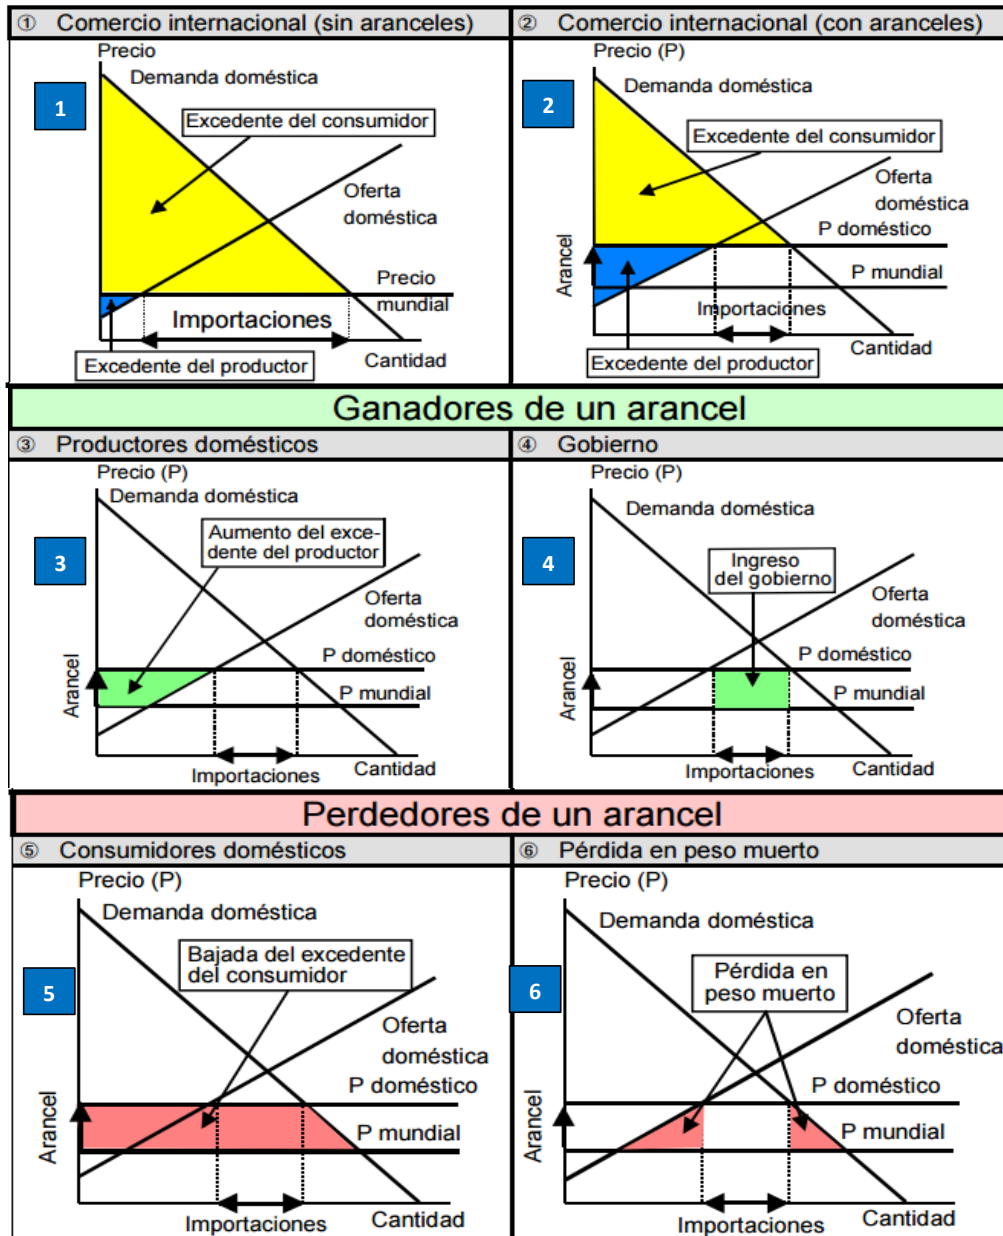 ① Comercio internacional (sin aranceles)
Precio
Demanda doméstica
1
Excedente del consumidor
Oferta
doméstica
Precio
mundial
Importaciones
Cantidad
Excedente del productor
② Comercio internacional (con aranceles)
Precio (P)
Demanda doméstica
2
Excedente del consumidor
Oferta
doméstica
P doméstico
Arancel
P mundial
Importaciones
Cantidad
Excedente del productor
Ganadores de un arancel
③ Productores domésticos
Precio (P)
Demanda doméstica
Aumento del exce-
dente del productor
3
Oferta
doméstica
P doméstico
Arancel
P mundial
Importaciones
Cantidad
④ Gobierno
Precio (P)
Demanda doméstica
4
Ingreso
del gobierno
Oferta
doméstica
P doméstico
Arancel
P mundial
Importaciones
Cantidad
Perdedores de un arancel
⑤ Consumidores domésticos
Precio (P)
Demanda doméstica
Bajada del excedente
del consumidor
5
Oferta
doméstica
P doméstico
Arancel
P mundial
Importaciones
Cantidad
⑥ Pérdida en peso muerto
Precio (P)
Demanda doméstica
Pérdida en
peso muerto
6
Oferta
doméstica
P doméstico
Arancel
P mundial
Importaciones
Cantidad